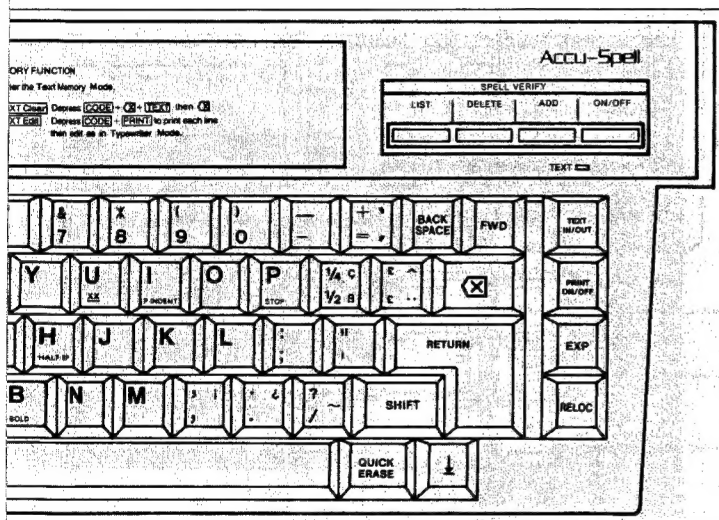 Accu-Spell
ORY FUNCTION
SPELL VERIFY
er the Text Memory Mode.
LIST DELETE ADD ON/OFF
XT Clear Depress CODE + ⌫ + TEXT then ⌫
XT Edit Depress CODE + PRINT to print each line
then edit as in Typewriter Mode.
TEXT
& 7 8 ( 9 ) 0 — - + = BACK SPACE FWD TEXT IN/OUT
Y U XX I P INDENT O P STOP ¼ ç ½ £ ^ ¨ ⌫ PRINT ON/OFF
H HALF SP J K L : ; " ' RETURN EXP
B BOLD N M , . ¿ ? / ~ SHIFT RELOC
QUICK ERASE